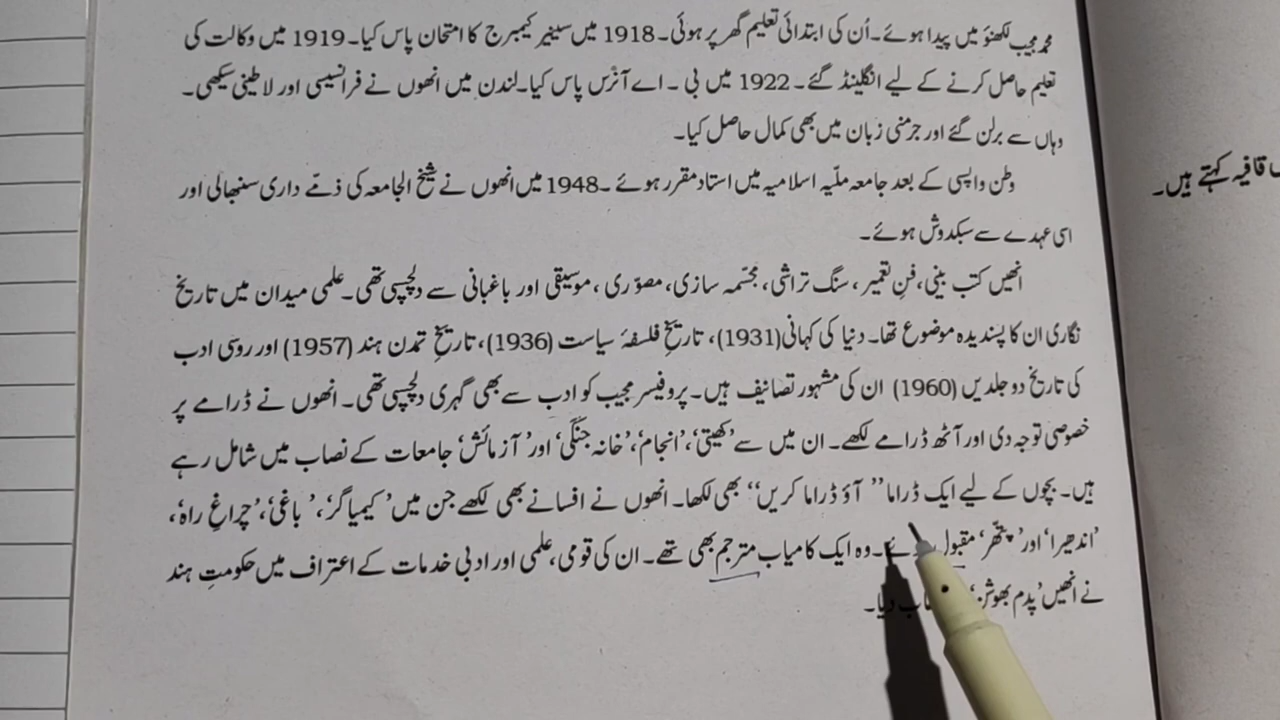 محمد مجیب لکھنؤ میں پیدا ہوئے۔ اُن کی ابتدائی تعلیم گھر پر ہوئی۔ 1918 میں سینیر کیمبرج کا امتحان پاس کیا۔ 1919 میں وکالت کی
تعلیم حاصل کرنے کے لیے انگلینڈ گئے۔ 1922 میں بی ۔ اے آنرس پاس کیا۔ لندن میں انھوں نے فرانسیسی اور لاطینی سیکھی۔
وہاں سے برلن گئے اور جرمنی زبان میں بھی کمال حاصل کیا۔
وطن واپسی کے بعد جامعہ ملّیہ اسلامیہ میں استاد مقرر ہوئے ۔ 1948 میں انھوں نے شیخ الجامعہ کی ذمّے داری سنبھالی اور
اسی عہدے سے سبکدوش ہوئے۔
انھیں کتب بینی، فنِ تعمیر ، سنگ تراشی، مجسّمہ سازی، مصوّری ، موسیقی اور باغبانی سے دلچسپی تھی۔ علمی میدان میں تاریخ
نگاری ان کا پسندیدہ موضوع تھا۔ دنیا کی کہانی (1931)، تاریخِ فلسفۂ سیاست (1936)، تاریخِ تمدن ہند (1957) اور روسی ادب
کی تاریخ دو جلدیں (1960) ان کی مشہور تصانیف ہیں۔ پروفیسر مجیب کو ادب سے بھی گہری دلچسپی تھی۔ انھوں نے ڈرامے پر
خصوصی توجہ دی اور آٹھ ڈرامے لکھے۔ ان میں سے ’کھیتی‘، ’انجام‘، ’خانہ جنگی‘ اور ’آزمائش‘ جامعات کے نصاب میں شامل رہے
ہیں۔ بچوں کے لیے ایک ڈراما ’’ آؤ ڈراما کریں‘‘ بھی لکھا۔ انھوں نے افسانے بھی لکھے جن میں ’کیمیا گر‘، ’ باغی‘، ’چراغِ راہ‘،
’اندھیرا‘ اور ’پتّھر‘ مقبول وہ ایک کامیاب مترجم بھی تھے۔ ان کی قومی، علمی اور ادبی خدمات کے اعتراف میں حکومتِ ہند
نے انھیں ’پدم بھوشن‘ دیا۔
قافیہ کہتے ہیں۔